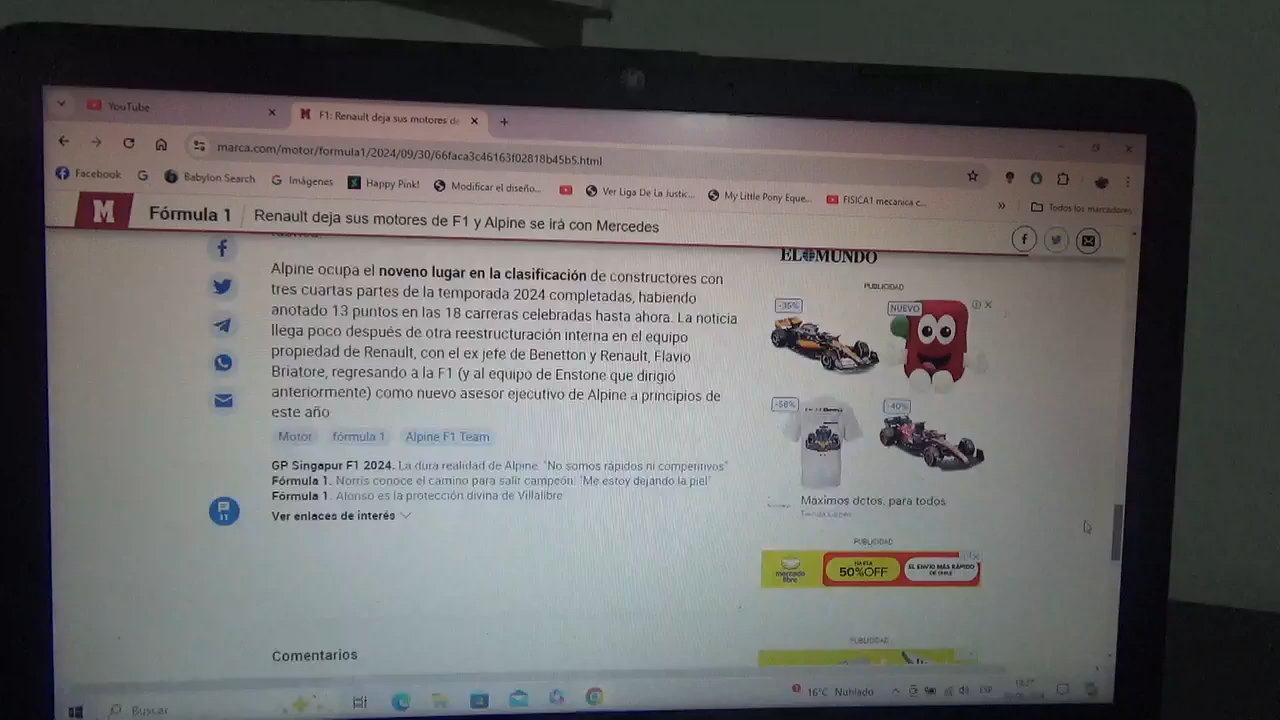 YouTube
F1: Renault deja sus motores de
marca.com/motor/formula1/2024/09/30/66faca3c46163f02818b45b5.html
Facebook
G
Babylon Search
Imágenes
Happy Pink!
Modificar el diseño...
Ver Liga De La Justic...
My Little Pony Eque...
FISICA1 mecanica c...
»
Todos los marcadores
M Fórmula 1 Renault deja sus motores de F1 y Alpine se irá con Mercedes
Alpine ocupa el noveno lugar en la clasificación de constructores con
tres cuartas partes de la temporada 2024 completadas, habiendo
anotado 13 puntos en las 18 carreras celebradas hasta ahora. La noticia
llega poco después de otra reestructuración interna en el equipo
propiedad de Renault, con el ex jefe de Benetton y Renault, Flavio
Briatore, regresando a la F1 (y al equipo de Enstone que dirigió
anteriormente) como nuevo asesor ejecutivo de Alpine a principios de
este año
Motor fórmula 1 Alpine F1 Team
GP Singapur F1 2024. La dura realidad de Alpine. "No somos rápidos ni competitivos"
Fórmula 1. Norris conoce el camino para salir campeón: "Me estoy dejando la piel"
Fórmula 1. Alonso es la protección divina de Villalibre
11
Ver enlaces de interés
Comentarios
EL MUNDO
PUBLICIDAD
-35%
NUEVO
-58%
-40%
Maximos dctos. para todos
PUBLICIDAD
mercado
libre
HASTA
50%OFF
EL ENVÍO MÁS RÁPIDO
DE CHILE
PUBLICIDAD
Buscar
16°C Nublado
ESP